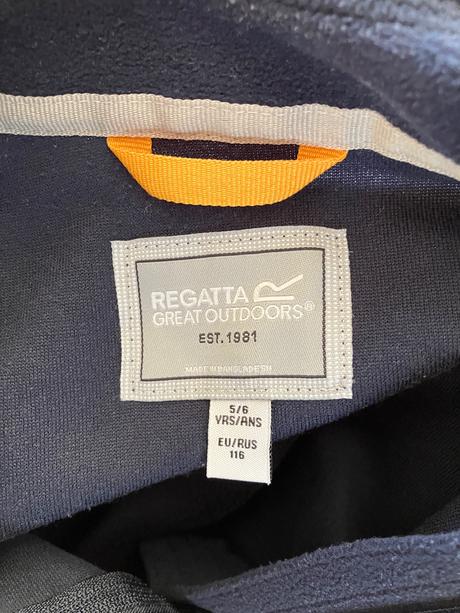 REGATTA
GREAT OUTDOORS®
EST.1981
MADE IN BANGLADESH
5/6
YRS/ANS
EU/RUS
116